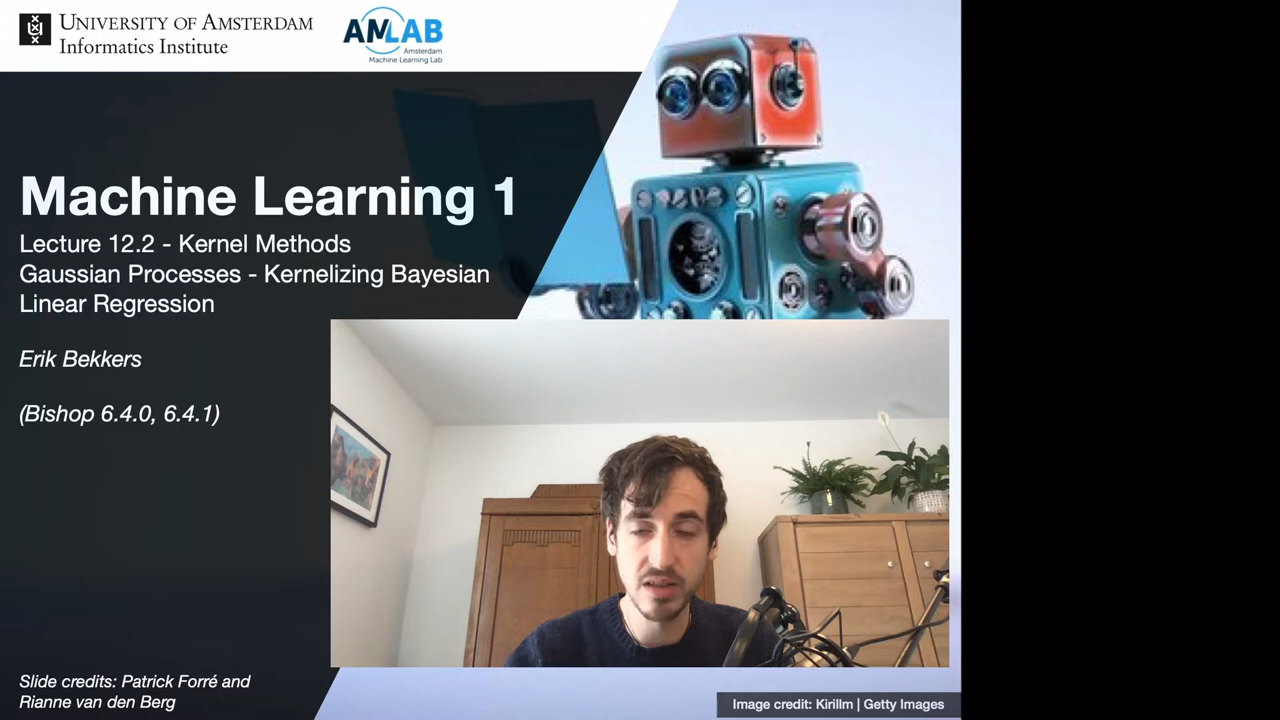 UNIVERSITY OF AMSTERDAM
Informatics Institute
AMLAB
Amsterdam
Machine Learning Lab
Machine Learning 1
Lecture 12.2 - Kernel Methods
Gaussian Processes - Kernelizing Bayesian
Linear Regression
Erik Bekkers
(Bishop 6.4.0, 6.4.1)
Slide credits: Patrick Forré and
Rianne van den Berg
Image credit: Kirillm | Getty Images